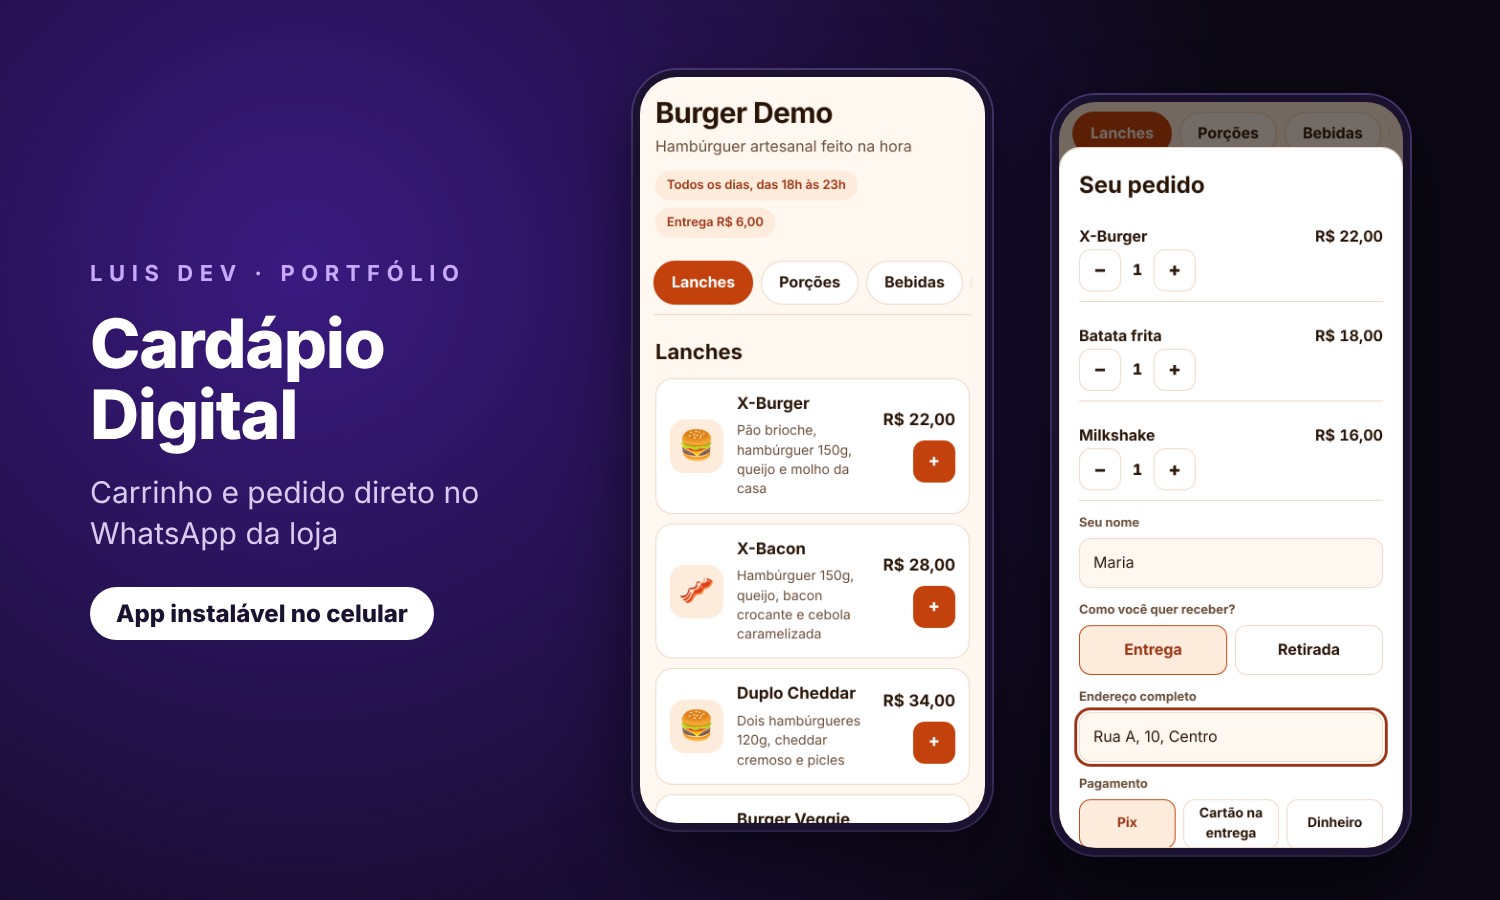 LUIS DEV · PORTFÓLIO
Cardápio
Digital
Carrinho e pedido direto no
WhatsApp da loja
App instalável no celular
Burger Demo
Hambúrguer artesanal feito na hora
Todos os dias, das 18h às 23h
Entrega R$ 6,00
Lanches
Porções
Bebidas
Lanches
X-Burger
R$ 22,00
Pão brioche,
hambúrguer 150g,
queijo e molho da
casa
+
X-Bacon
R$ 28,00
Hambúrguer 150g,
queijo, bacon
crocante e cebola
caramelizada
+
Duplo Cheddar
R$ 34,00
Dois hambúrgueres
120g, cheddar
cremoso e picles
+
Burger Veggie
Lanches
Porções
Bebidas
Seu pedido
X-Burger
R$ 22,00
− 1 +
Batata frita
R$ 18,00
− 1 +
Milkshake
R$ 16,00
− 1 +
Seu nome
Maria
Como você quer receber?
Entrega
Retirada
Endereço completo
Rua A, 10, Centro
Pagamento
Pix
Cartão na
entrega
Dinheiro